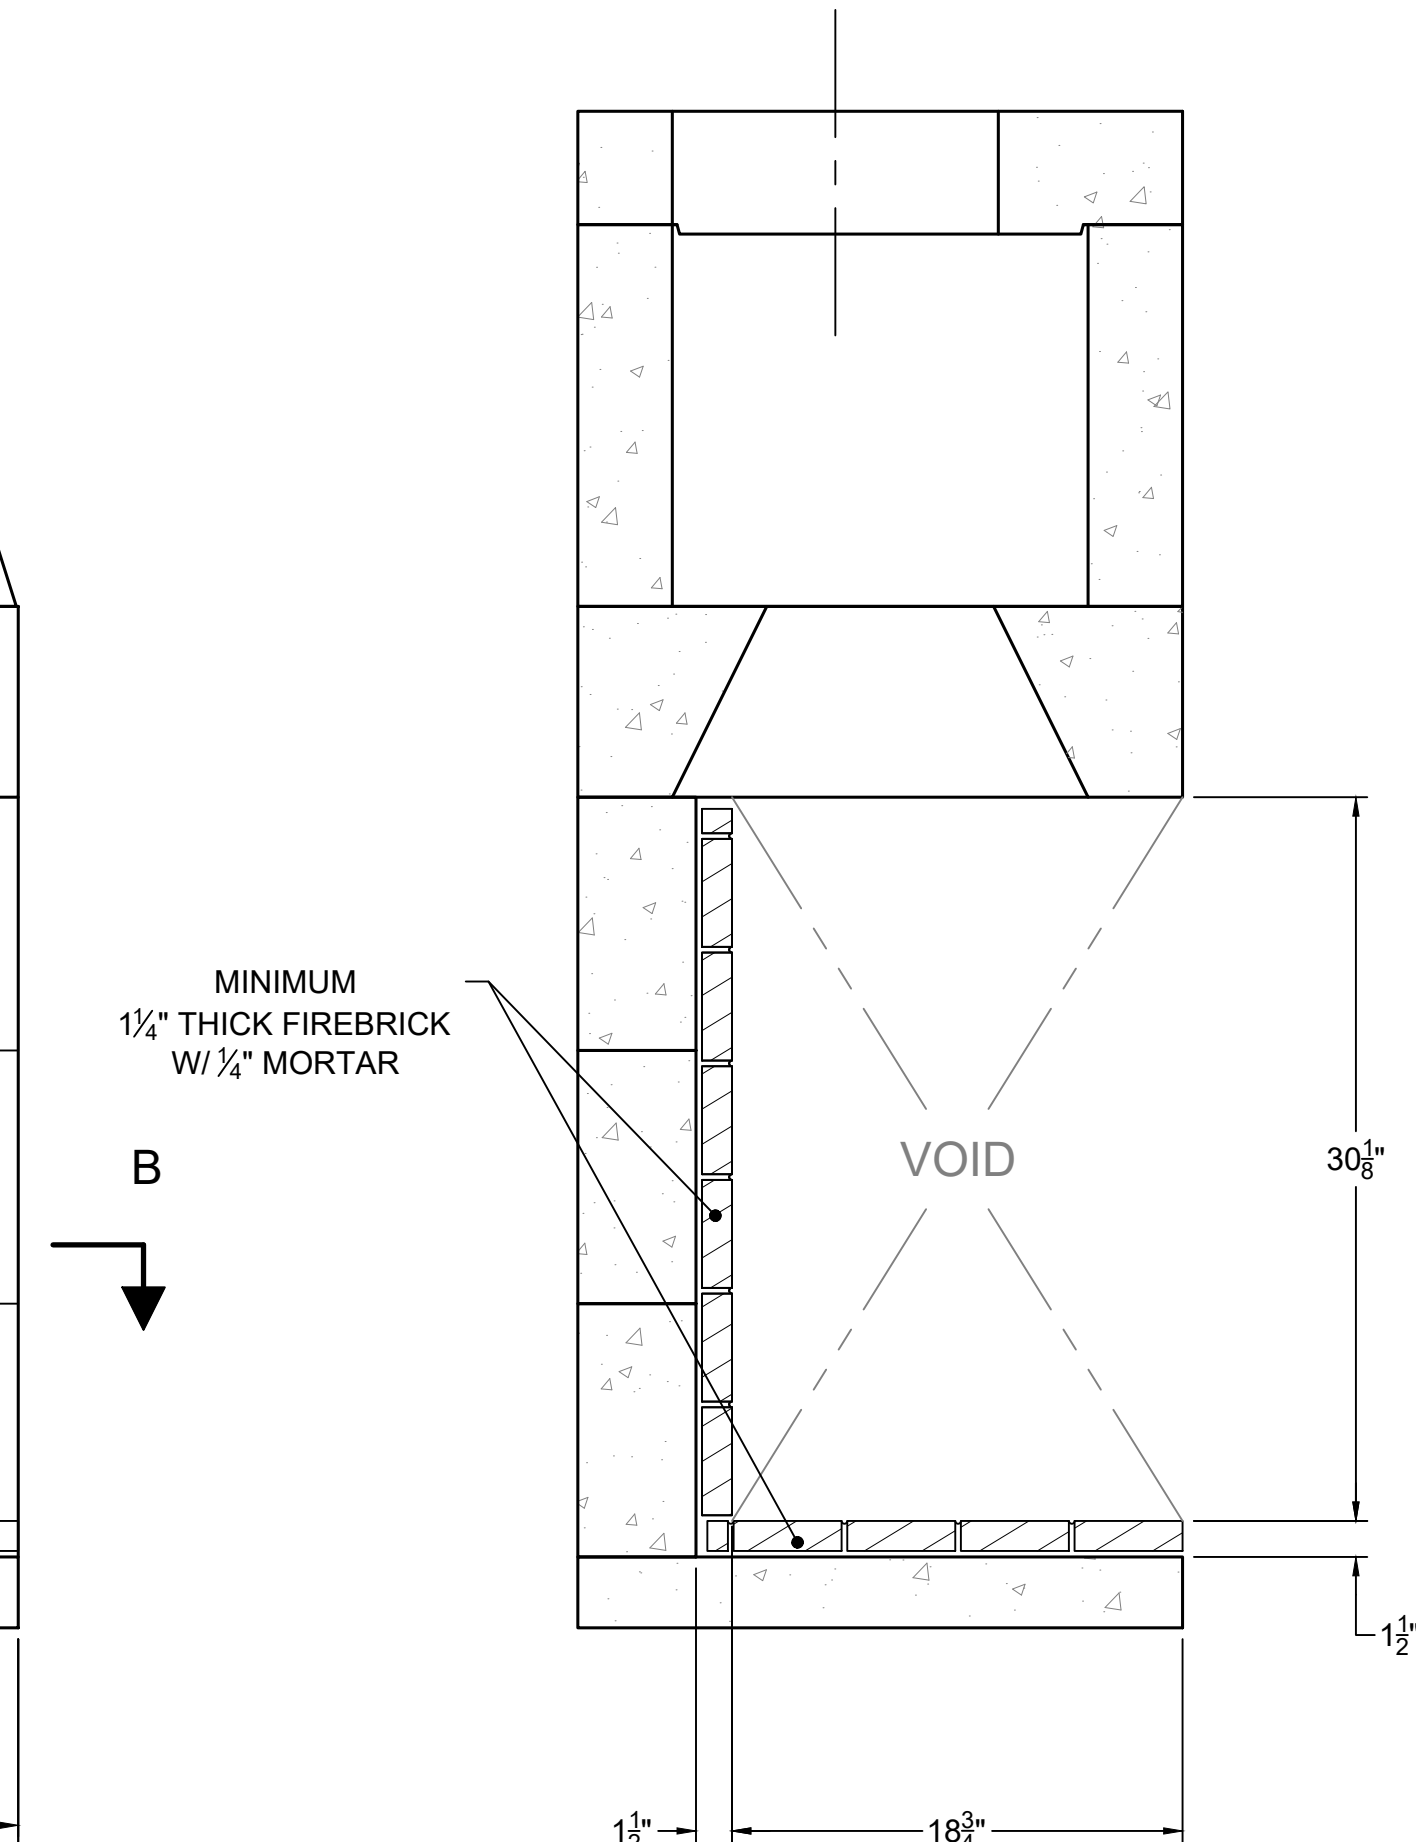 MINIMUM
1¼" THICK FIREBRICK
W/ ¼" MORTAR
B
VOID
30⅛"
1½"
1½"
18¾"